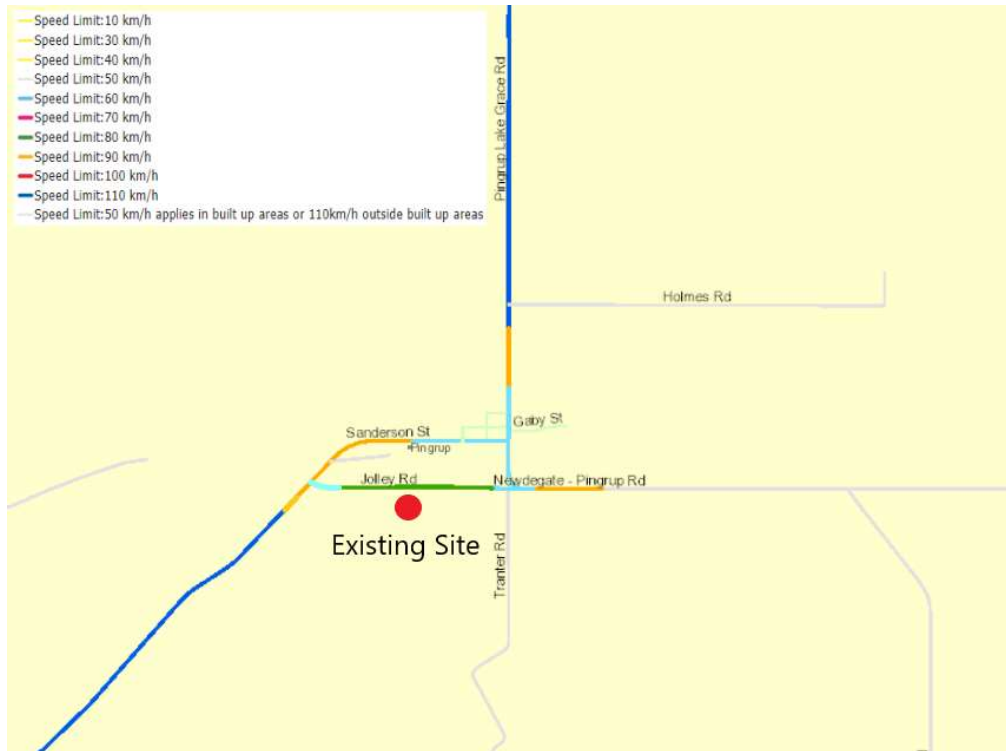 Speed Limit:10 km/h
Speed Limit:30 km/h
Speed Limit:40 km/h
Speed Limit:50 km/h
Speed Limit:60 km/h
Speed Limit:70 km/h
Speed Limit:80 km/h
Speed Limit:90 km/h
Speed Limit:100 km/h
Speed Limit:110 km/h
Speed Limit:50 km/h applies in built up areas or 110km/h outside built up areas
Pingrup Lake Grace Rd
Holmes Rd
Gaby St
Sanderson St
Pingrup
Jolley Rd
Newdegate - Pingrup Rd
Existing Site
Tranter Rd